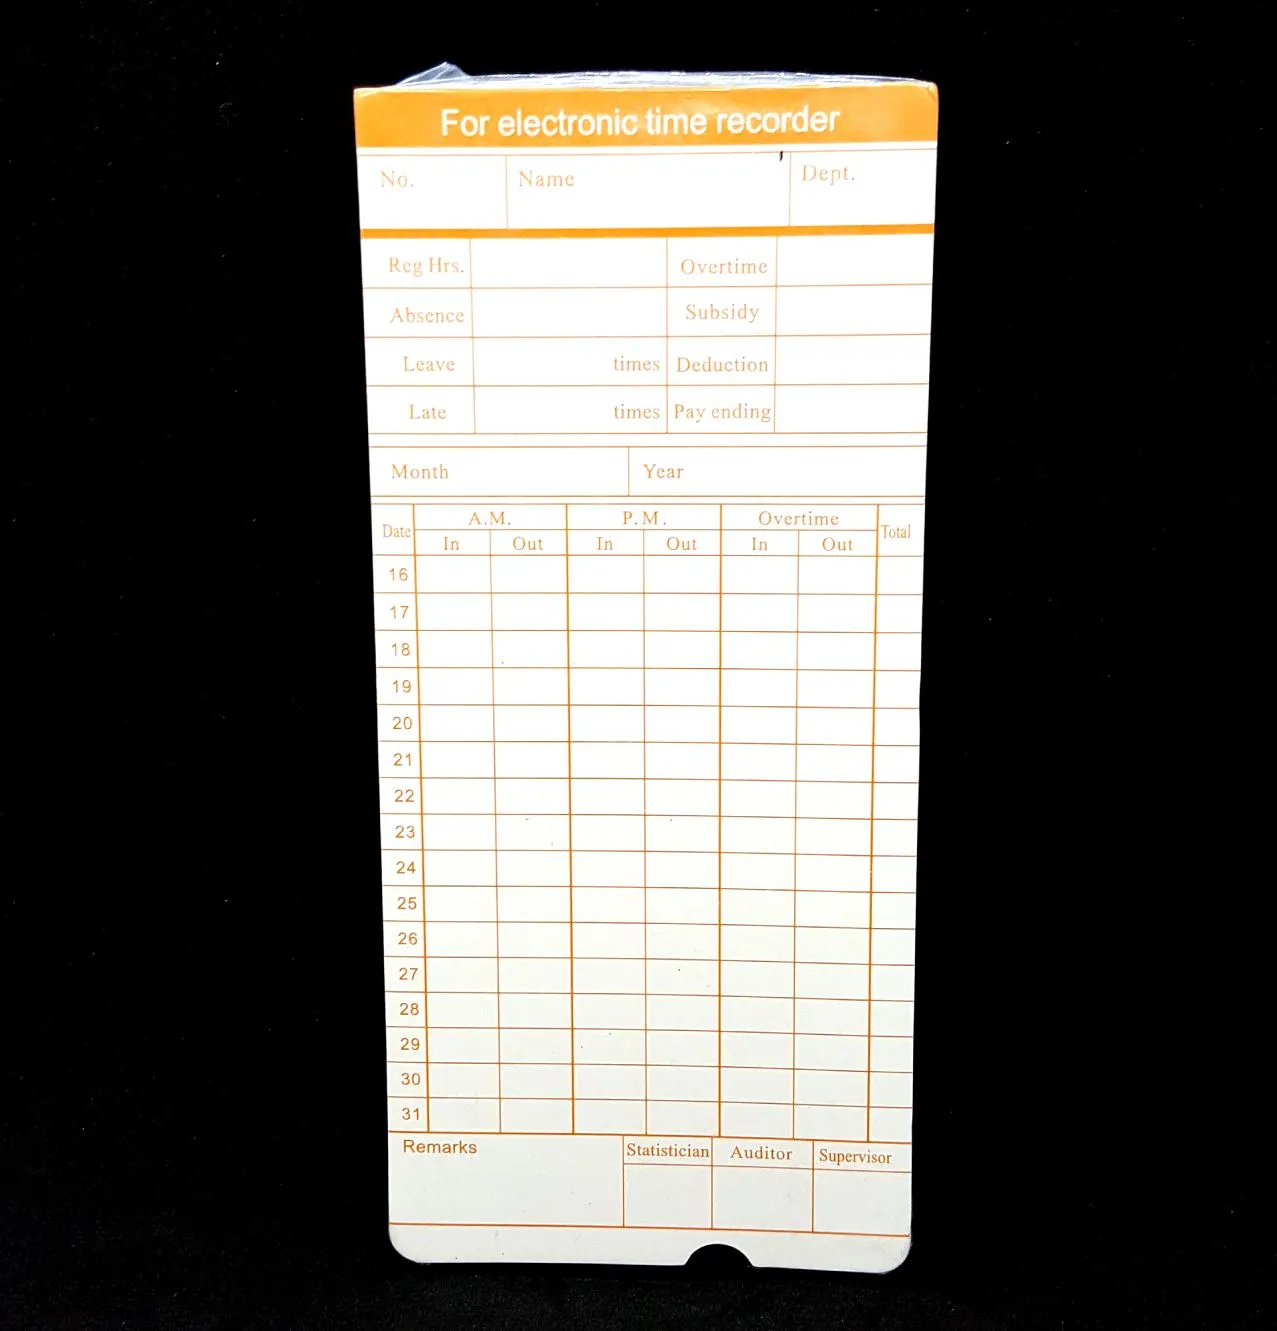 For electronic time recorder
No. Name Dept.
Reg Hrs. Overtime
Absence Subsidy
Leave times Deduction
Late times Pay ending
Month Year
Date A.M. P.M. Overtime Total
In Out In Out In Out
16
17
18
19
20
21
22
23
24
25
26
27
28
29
30
31
Remarks Statistician Auditor Supervisor